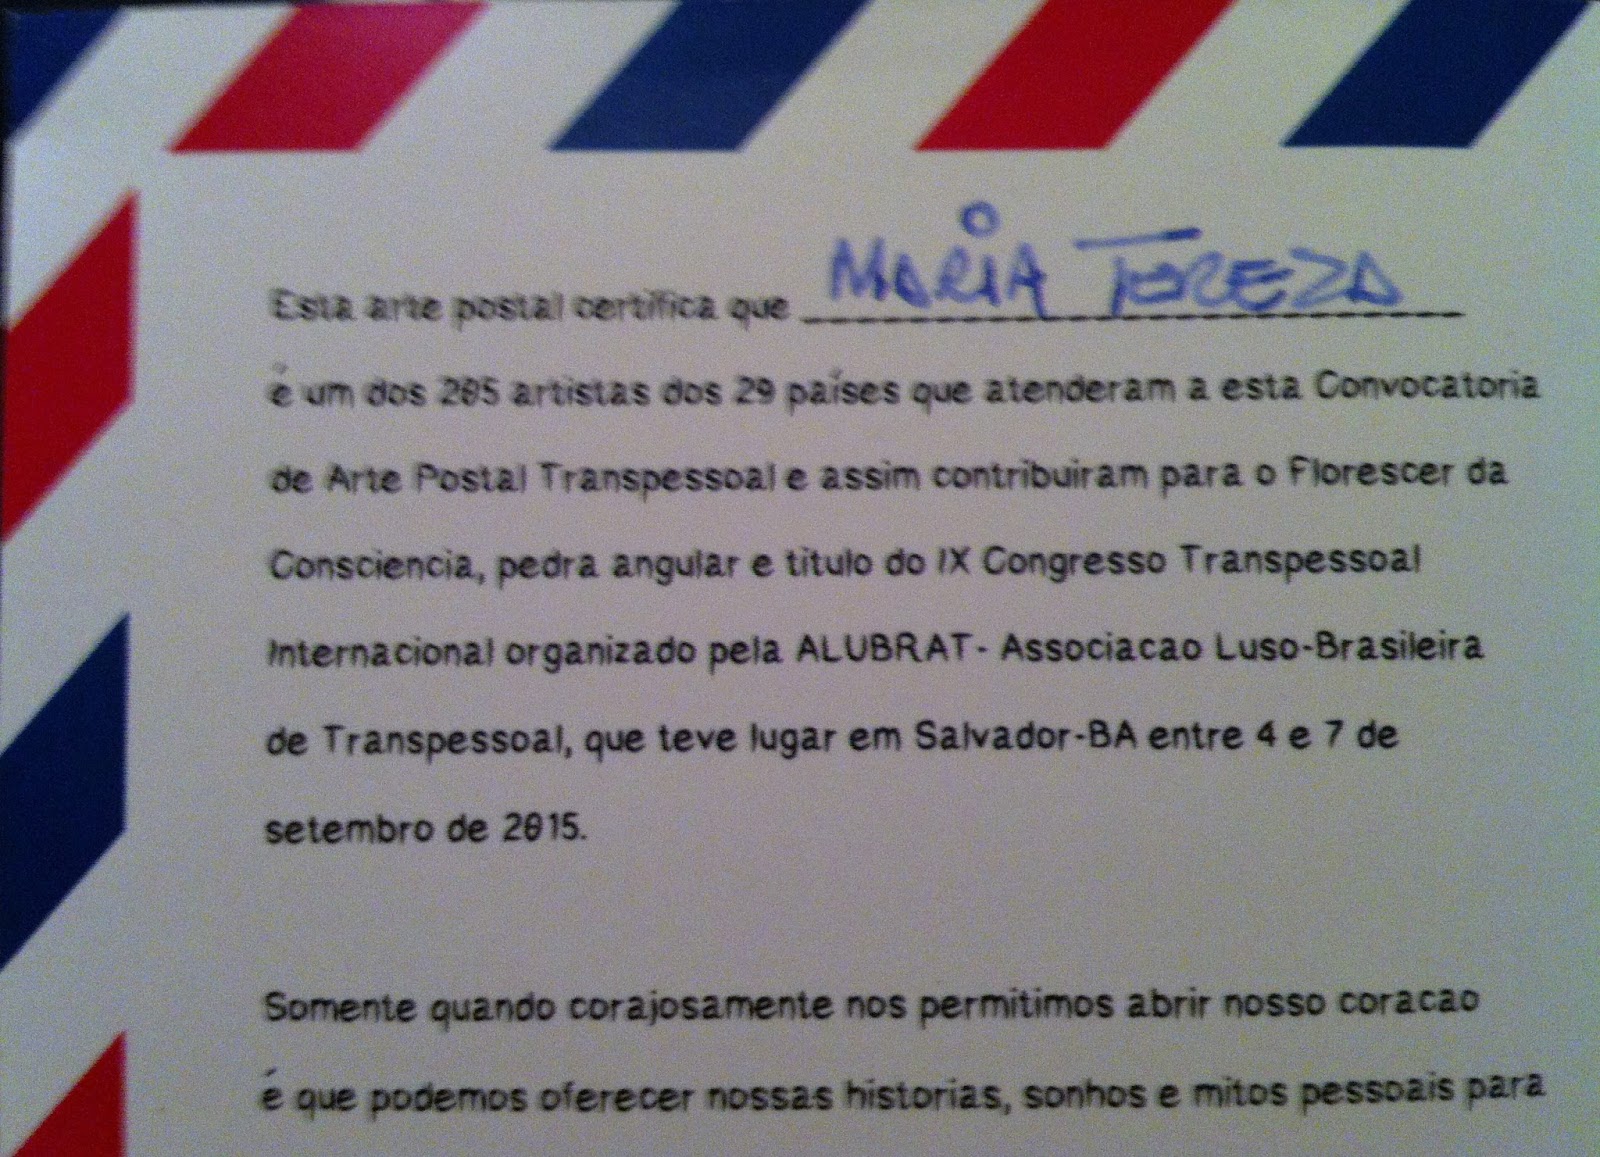 Esta arte postal certifica que MARIA TEREZA
é um dos 205 artistas dos 29 países que atenderam a esta Convocatoria
de Arte Postal Transpessoal e assim contribuiram para o Florescer da
Consciencia, pedra angular e titulo do IX Congresso Transpessoal
Internacional organizado pela ALUBRAT- Associacao Luso-Brasileira
de Transpessoal, que teve lugar em Salvador-BA entre 4 e 7 de
setembro de 2015.
Somente quando corajosamente nos permitimos abrir nosso coracao
é que podemos oferecer nossas historias, sonhos e mitos pessoais para